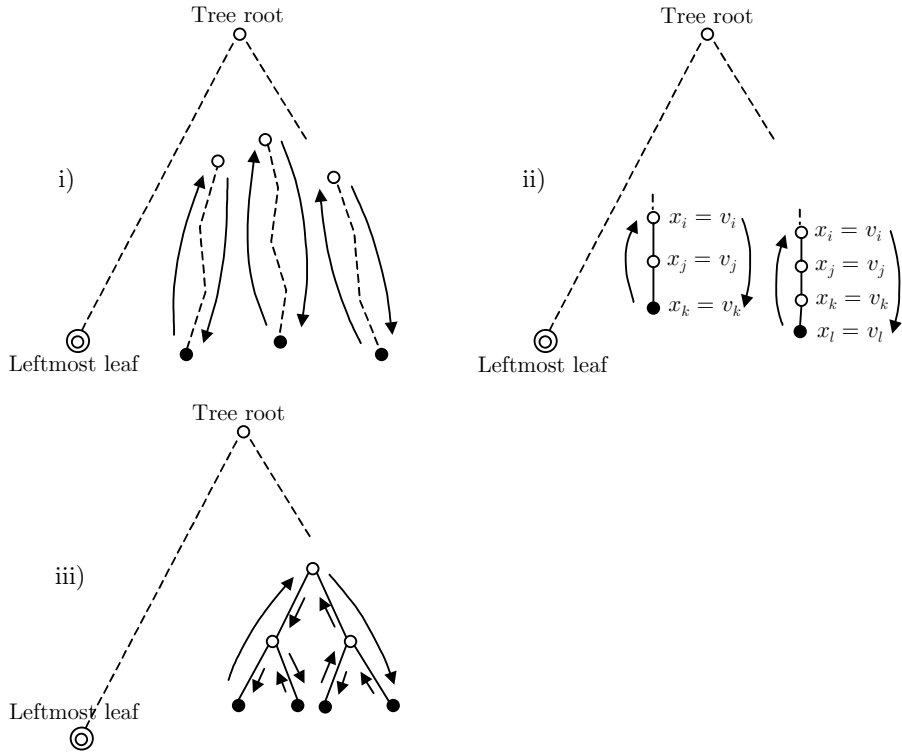 Tree root
i)
Leftmost leaf
Tree root
ii)
x_i = v_i
x_j = v_j
x_k = v_k
x_i = v_i
x_j = v_j
x_k = v_k
x_l = v_l
Leftmost leaf
Tree root
iii)
Leftmost leaf